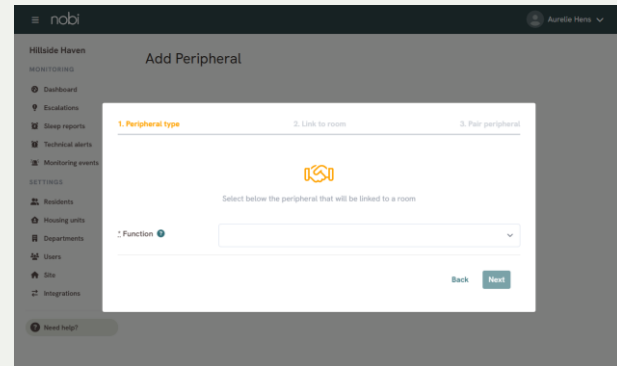 nobi
Aurelie Hens
Hillside Haven
MONITORING
Dashboard
Escalations
Sleep reports
Technical alerts
Monitoring events
SETTINGS
Residents
Housing units
Departments
Users
Site
Integrations
? Need help?
Add Peripheral
1. Peripheral type
2. Link to room
3. Pair peripheral
Select below the peripheral that will be linked to a room
* Function ?
Back
Next